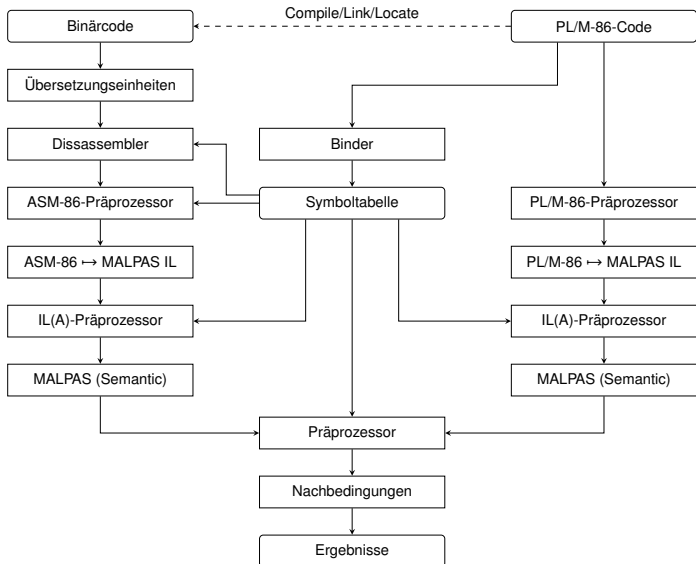 Compile/Link/Locate
Binärcode
PL/M-86-Code
Übersetzungseinheiten
Dissassembler
Binder
ASM-86-Präprozessor
Symboltabelle
PL/M-86-Präprozessor
ASM-86 ↦ MALPAS IL
PL/M-86 ↦ MALPAS IL
IL(A)-Präprozessor
IL(A)-Präprozessor
MALPAS (Semantic)
MALPAS (Semantic)
Präprozessor
Nachbedingungen
Ergebnisse